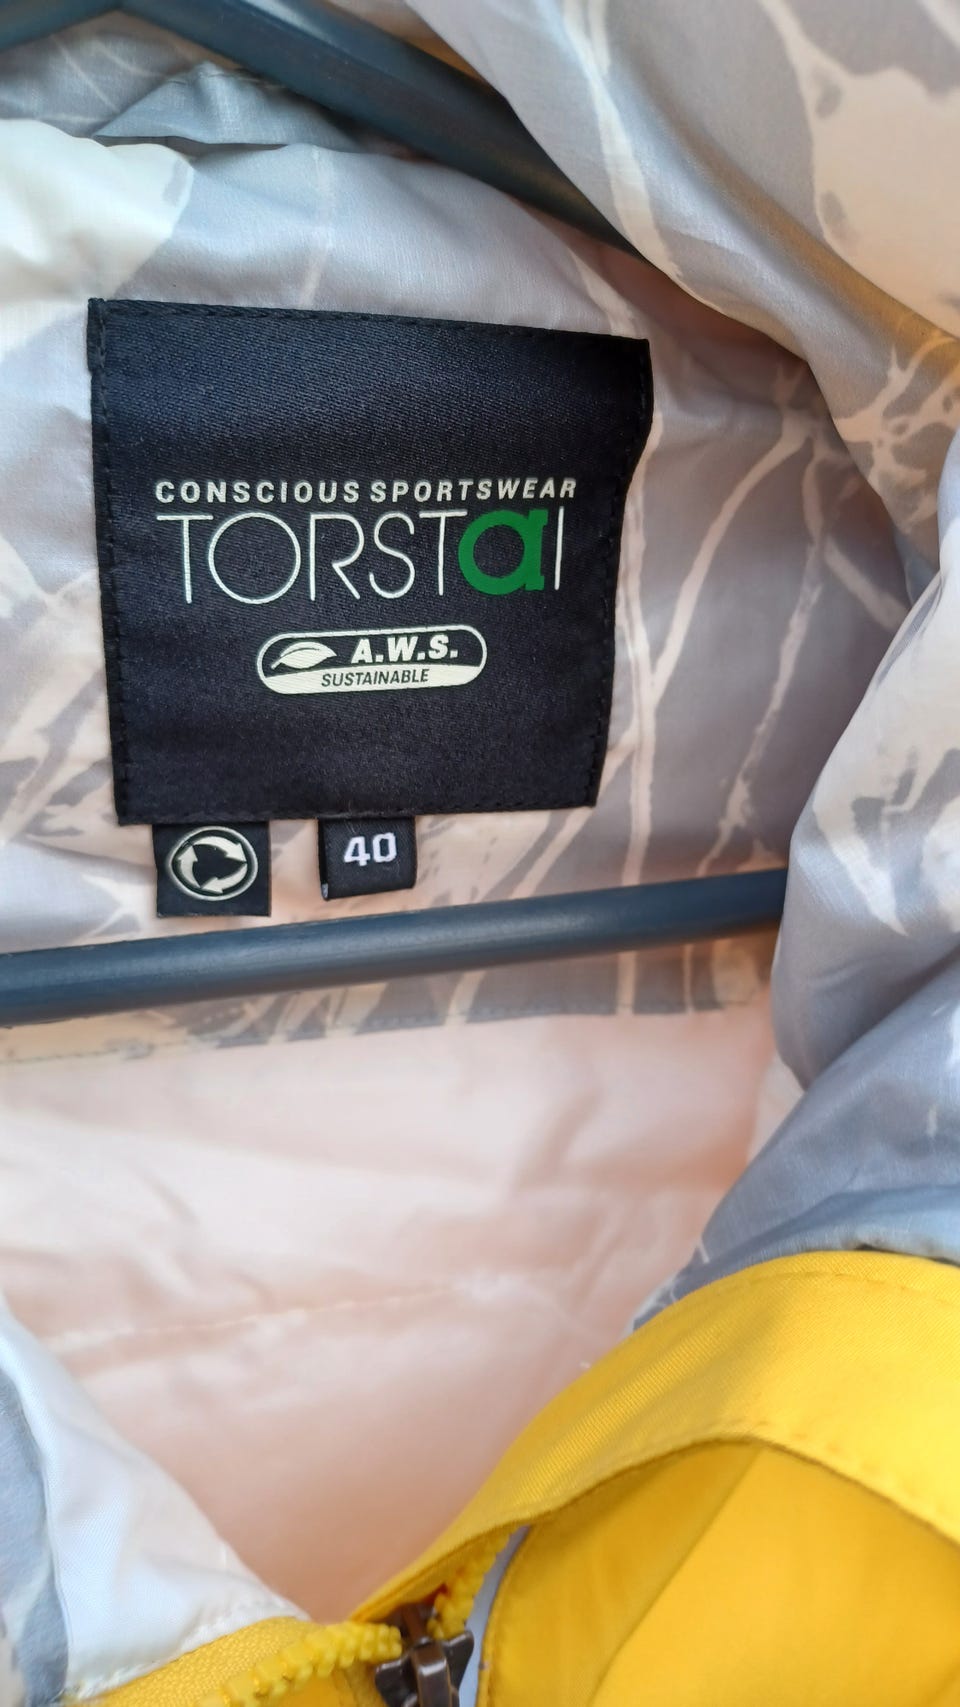 CONSCIOUS SPORTSWEAR
TORSTaI
A.W.S.
SUSTAINABLE
40